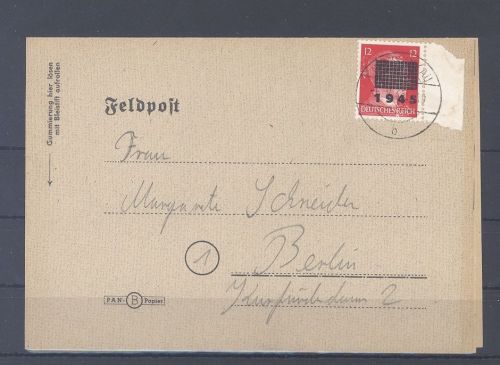 Gummierung hier lösen
mit Bleistift aufrollen
12 12
1945
DEUTSCHES REICH
b
Feldpost
Frau
Margarete Schneider
1
Berlin
2
PAN-B Papier